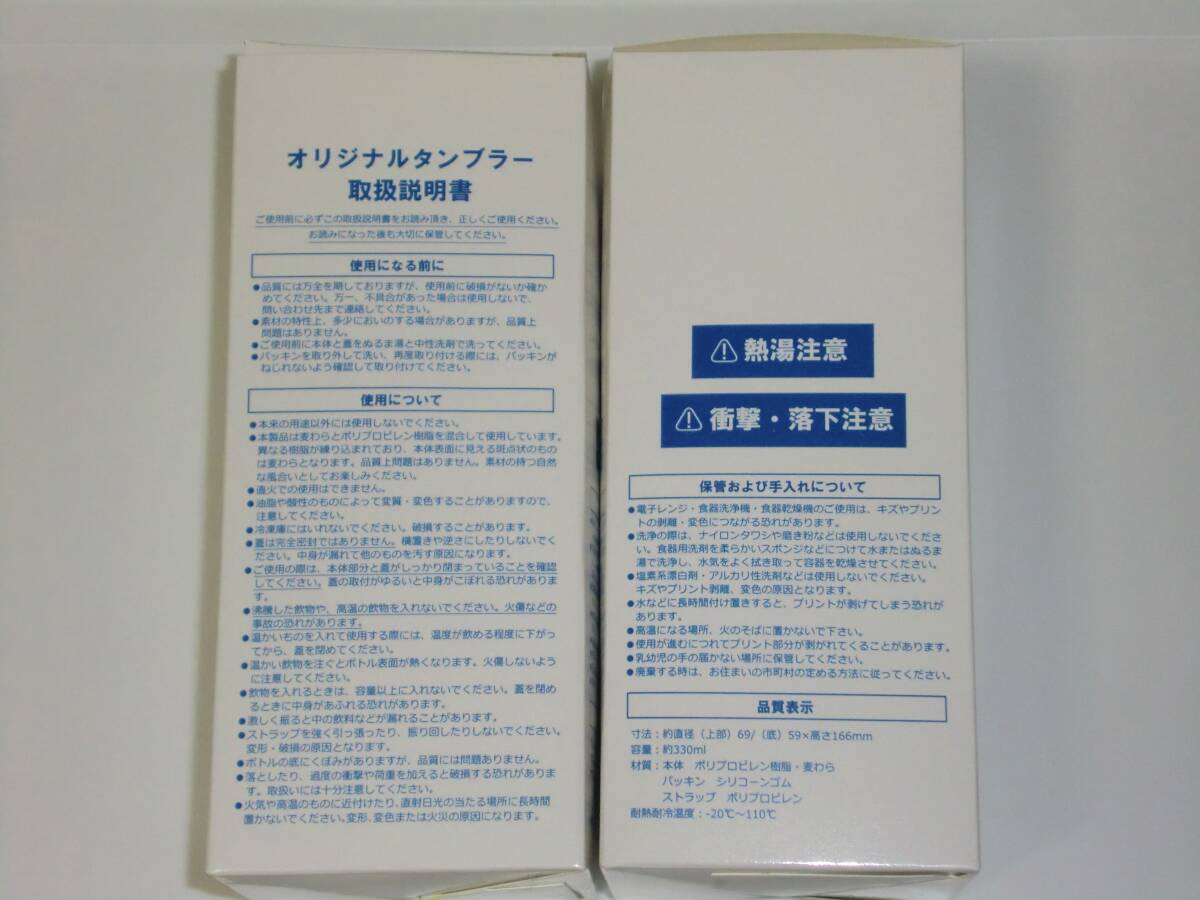 オリジナルタンブラー
取扱説明書
ご使用前に必ずこの取扱説明書をお読み頂き、正しくご使用ください。
お読みになった後も大切に保管してください。
使用になる前に
●品質には万全を期しておりますが、使用前に破損がないか確か
めてください。万一、不具合があった場合は使用しないで、
問い合わせ先まで連絡してください。
●素材の特性上、多少においのする場合がありますが、品質上
問題はありません。
●ご使用前に本体と蓋をぬるま湯と中性洗剤で洗ってください。
●パッキンを取り外して洗い、再度取り付ける際には、パッキンが
ねじれないよう確認して取り付けてください。
使用について
●本来の用途以外には使用しないでください。
●本製品は麦わらとポリプロピレン樹脂を混合して使用しています。
異なる樹脂が練り込まれており、本体表面に見える斑点状のもの
は麦わらとなります。品質上問題はありません。素材の持つ自然
な風合いとしてお楽しみください。
●直火での使用はできません。
●油脂や酸性のものによって変質・変色することがありますので、
注意してください。
●冷凍庫にはいれないでください。破損することがあります。
●蓋は完全密封ではありません。横置きや逆さにしたりしないでく
ださい。中身が漏れて他のものを汚す原因になります。
●ご使用の際は、本体部分と蓋がしっかり閉まっていることを確認
してください。蓋の取付がゆるいと中身がこぼれる恐れがありま
す。
●沸騰した飲物や、高温の飲物を入れないでください。火傷などの
事故の恐れがあります。
●温かいものを入れて使用する際には、温度が飲める程度に下がっ
てから、蓋を閉めてください。
●温かい飲物を注ぐとボトル表面が熱くなります。火傷しないよう
に注意してください。
●飲物を入れるときは、容量以上に入れないでください。蓋を閉め
るときに中身があふれる恐れがあります。
●激しく振ると中の飲料などが漏れることがあります。
●ストラップを強く引っ張ったり、振り回したりしないでください。
変形・破損の原因となります。
●ボトルの底にくぼみがありますが、品質には問題ありません。
●落としたり、過度の衝撃や荷重を加えると破損する恐れがありま
す。取扱いには十分注意してください。
●火気や高温のものに近付けたり、直射日光の当たる場所に長時間
置かないでください。変形、変色または火災の原因になります。
⚠熱湯注意
⚠衝撃・落下注意
保管および手入れについて
●電子レンジ・食器洗浄機・食器乾燥機のご使用は、キズやプリン
トの剥離・変色につながる恐れがあります。
●洗浄の際は、ナイロンタワシや磨き粉などは使用しないでくださ
い。食器用洗剤を柔らかいスポンジなどにつけて水またはぬるま
湯で洗浄し、水気をよく拭き取って容器を乾燥させてください。
●塩素系漂白剤・アルカリ性洗剤などは使用しないでください。
キズやプリント剥離、変色の原因となります。
●水などに長時間付け置きすると、プリントが剥げてしまう恐れが
あります。
●高温になる場所、火のそばに置かないで下さい。
●使用が進むにつれてプリント部分が剥がれてくることがあります。
●乳幼児の手の届かない場所に保管してください。
●廃棄する時は、お住まいの市町村の定める方法に従ってください。
品質表示
寸法：約直径（上部）69/（底）59×高さ166mm
容量：約330ml
材質：本体 ポリプロピレン樹脂・麦わら
パッキン シリコーンゴム
ストラップ ポリプロピレン
耐熱耐冷温度：-20℃～110℃